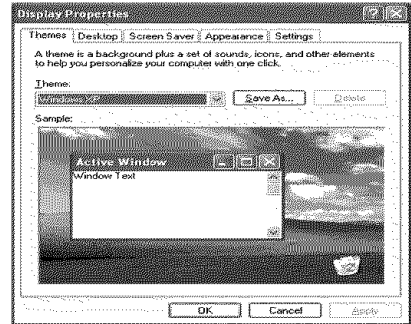 Display Properties
Themes Desktop Screen Saver Appearance Settings
A theme is a background plus a set of sounds, icons, and other elements
to help you personalize your computer with one click.
Theme:
Windows XP Save As... Delete
Sample:
Active Window
Window Text
OK Cancel Apply